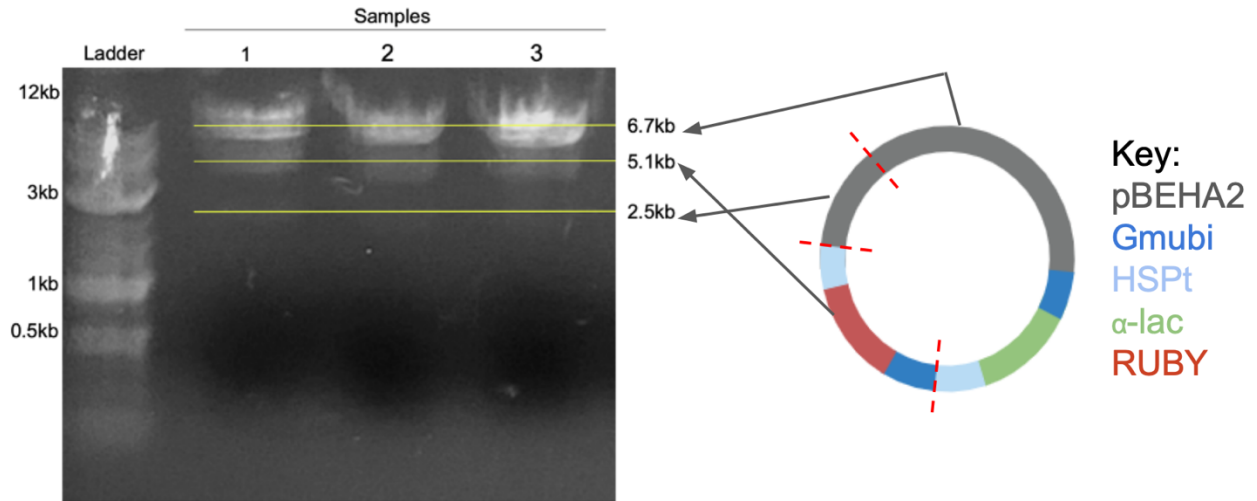 Samples
Ladder 1 2 3
12kb
3kb
1kb
0.5kb
6.7kb
5.1kb
2.5kb
Key:
pBEHA2
Gmubi
HSPt
α-lac
RUBY